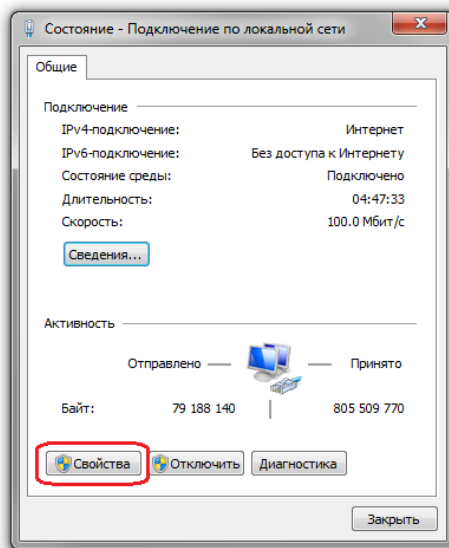 Состояние - Подключение по локальной сети
Общие
Подключение
IPv4-подключение: Интернет
IPv6-подключение: Без доступа к Интернету
Состояние среды: Подключено
Длительность: 04:47:33
Скорость: 100.0 Мбит/с
Сведения...
Активность
Отправлено — — Принято
Байт: 79 188 140 | 805 509 770
Свойства Отключить Диагностика
Закрыть